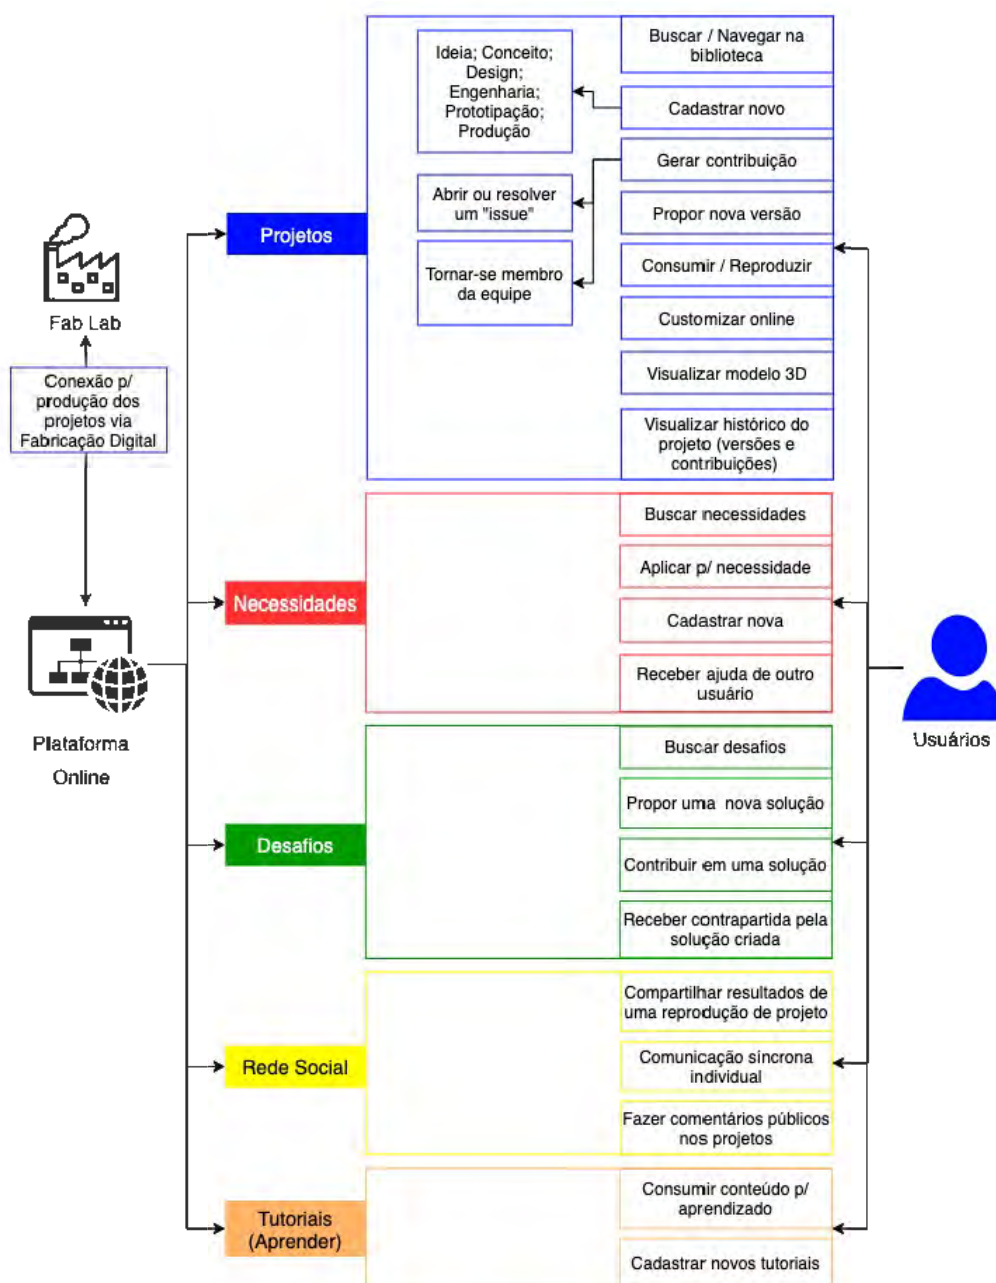 Ideia; Conceito;
Design;
Engenharia;
Prototipação;
Produção
Abrir ou resolver
um "issue"
Tornar-se membro
da equipe
Buscar / Navegar na
biblioteca
Cadastrar novo
Gerar contribuição
Propor nova versão
Consumir / Reproduzir
Customizar online
Visualizar modelo 3D
Visualizar histórico do
projeto (versões e
contribuições)
Projetos
Fab Lab
Conexão p/
produção dos
projetos via
Fabricação Digital
Plataforma
Online
Necessidades
Buscar necessidades
Aplicar p/ necessidade
Cadastrar nova
Receber ajuda de outro
usuário
Usuários
Desafios
Buscar desafios
Propor uma nova solução
Contribuir em uma solução
Receber contrapartida pela
solução criada
Rede Social
Compartilhar resultados de
uma reprodução de projeto
Comunicação síncrona
individual
Fazer comentários públicos
nos projetos
Tutoriais
(Aprender)
Consumir conteúdo p/
aprendizado
Cadastrar novos tutoriais